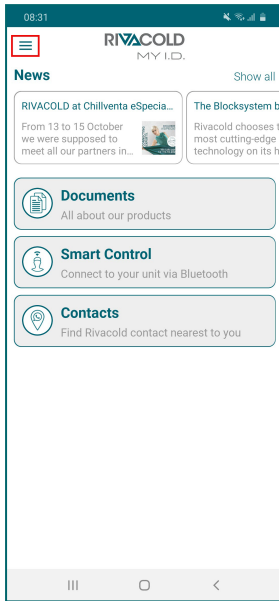 08:31
RIVACOLD
MY I.D.
News
Show all
RIVACOLD at Chillventa eSpecia...
From 13 to 15 October
we were supposed to
meet all our partners in...
The Blocksystem b
Rivacold chooses t
most cutting-edge
technology on its h
Documents
All about our products
Smart Control
Connect to your unit via Bluetooth
Contacts
Find Rivacold contact nearest to you